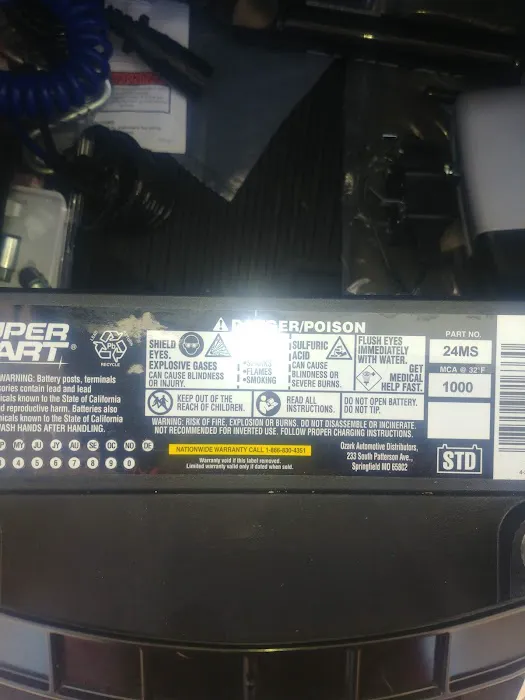 UPER
ART
RECYCLE
Pb
WARNING: Battery posts, terminals
sories contain lead and lead
icals known to the State of California
d reproductive harm. Batteries also
icals known to the State of California
ASH HANDS AFTER HANDLING.
P MY JU JY AU SE OC NO DE
4 5 6 7 8 9 0
DANGER/POISON
SHIELD
EYES.
EXPLOSIVE GASES
CAN CAUSE BLINDNESS
OR INJURY.
•FLAMES
•SMOKING
SULFURIC
ACID
CAN CAUSE
BLINDNESS OR
SEVERE BURNS.
FLUSH EYES
IMMEDIATELY
WITH WATER.
GET
MEDICAL
HELP FAST.
KEEP OUT OF THE
REACH OF CHILDREN.
READ ALL
INSTRUCTIONS.
DO NOT OPEN BATTERY.
DO NOT TIP.
WARNING: RISK OF FIRE, EXPLOSION OR BURNS. DO NOT DISASSEMBLE OR INCINERATE.
NOT RECOMMENDED FOR INVERTED USE. FOLLOW PROPER CHARGING INSTRUCTIONS.
NATIONWIDE WARRANTY CALL 1-866-830-4351
Warranty void if this label removed
Limited warranty valid only if dated when sold.
Ozark Automotive Distributors,
233 South Patterson Ave.,
Springfield MO 65802
PART NO.
24MS
MCA @ 32°F
1000
STD